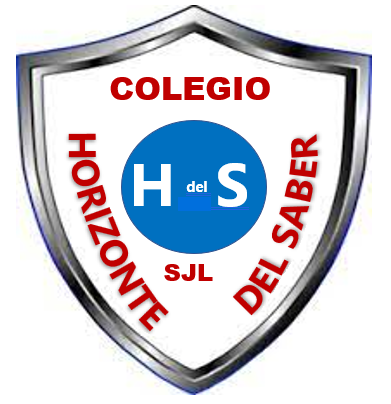 COLEGIO
HORIZONTE
DEL SABER
H del S
SJL